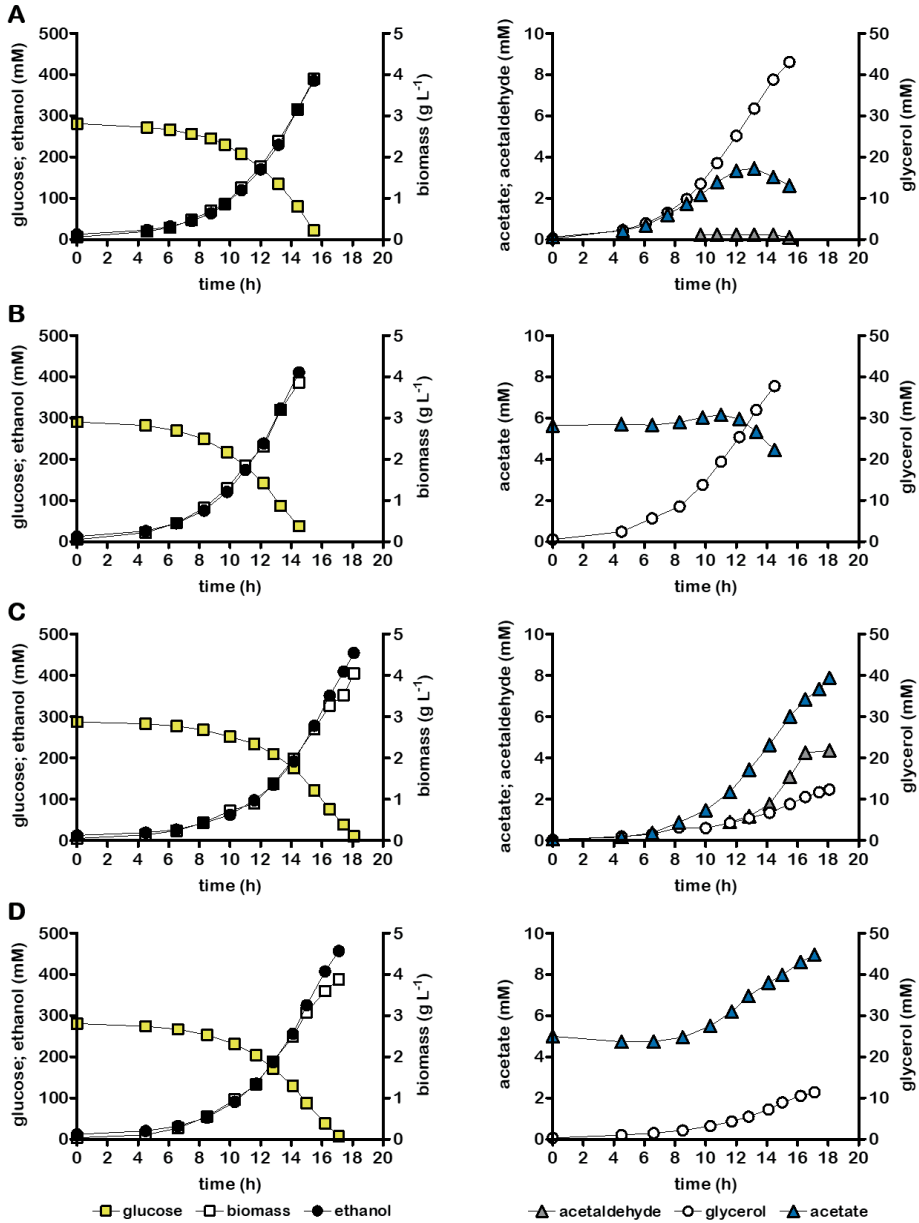 A
glucose; ethanol (mM)
500
400
300
200
100
0
5
4
3
2
1
0
biomass (g L-1)
0 2 4 6 8 10 12 14 16 18 20
time (h)
acetate; acetaldehyde (mM)
10
8
6
4
2
0
50
40
30
20
10
0
glycerol (mM)
0 2 4 6 8 10 12 14 16 18 20
time (h)
B
glucose; ethanol (mM)
500
400
300
200
100
0
5
4
3
2
1
0
biomass (g L-1)
0 2 4 6 8 10 12 14 16 18 20
time (h)
acetate (mM)
10
8
6
4
2
0
50
40
30
20
10
0
glycerol (mM)
0 2 4 6 8 10 12 14 16 18 20
time (h)
C
glucose; ethanol (mM)
500
400
300
200
100
0
5
4
3
2
1
0
biomass (g L-1)
0 2 4 6 8 10 12 14 16 18 20
time (h)
acetate; acetaldehyde (mM)
10
8
6
4
2
0
50
40
30
20
10
0
glycerol (mM)
0 2 4 6 8 10 12 14 16 18 20
time (h)
D
glucose; ethanol (mM)
500
400
300
200
100
0
5
4
3
2
1
0
biomass (g L-1)
0 2 4 6 8 10 12 14 16 18 20
time (h)
acetate (mM)
10
8
6
4
2
0
50
40
30
20
10
0
glycerol (mM)
0 2 4 6 8 10 12 14 16 18 20
time (h)
glucose biomass ethanol
acetaldehyde glycerol acetate